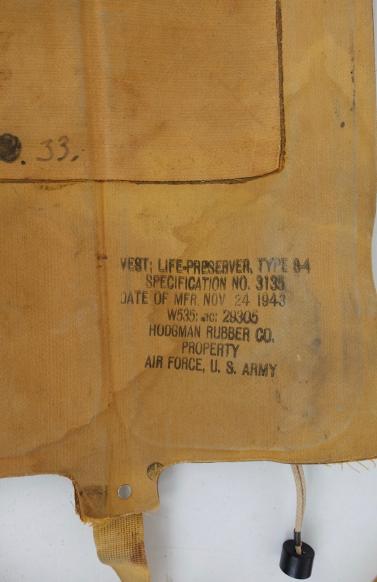 33.
VEST; LIFE-PRESERVER, TYPE B-4
SPECIFICATION NO. 3135
DATE OF MFR. NOV 24 1943
W535: ac: 29305
HODGMAN RUBBER CO.
PROPERTY
AIR FORCE, U. S. ARMY